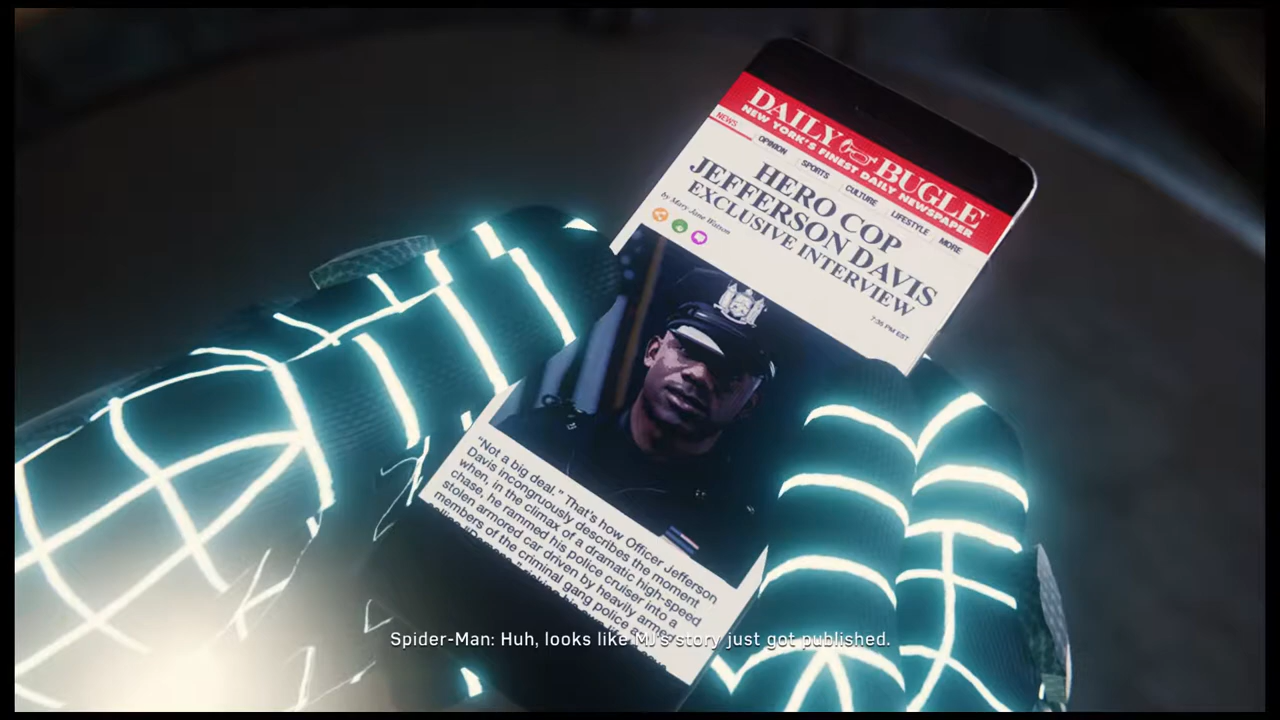 DAILY BUGLE
NEW YORK'S FINEST DAILY NEWSPAPER
NEWS OPINION SPORTS CULTURE LIFESTYLE MORE
HERO COP
JEFFERSON DAVIS
EXCLUSIVE INTERVIEW
by Mary Jane Watson
7:35 PM EST
"Not a big deal." That's how Officer Jefferson
Davis incongruously describes the moment
when, in the climax of a dramatic high-speed
chase, he rammed his police cruiser into a
stolen armored car driven by heavily
members of the criminal gang police
Spider-Man: Huh, looks like MJ's story just got published.